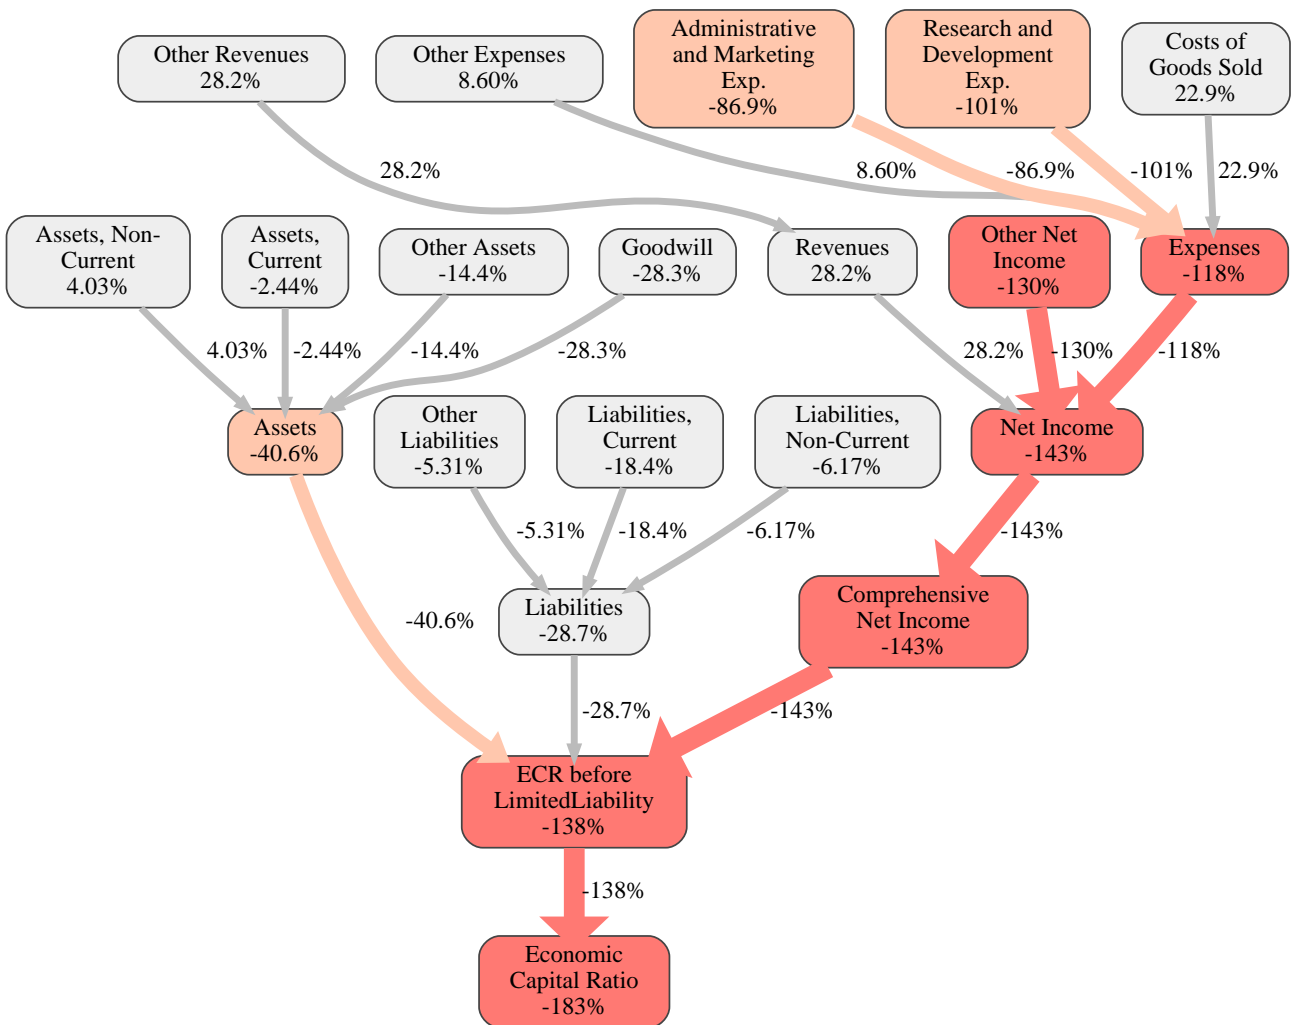 Other Revenues
28.2%
Other Expenses
8.60%
Administrative
and Marketing
Exp.
-86.9%
Research and
Development
Exp.
-101%
Costs of
Goods Sold
22.9%
28.2%
8.60%
-86.9%
-101%
22.9%
Assets, Non-
Current
4.03%
Assets,
Current
-2.44%
Other Assets
-14.4%
Goodwill
-28.3%
Revenues
28.2%
Other Net
Income
-130%
Expenses
-118%
4.03%
-2.44%
-14.4%
-28.3%
28.2%
-130%
-118%
Assets
-40.6%
Other
Liabilities
-5.31%
Liabilities,
Current
-18.4%
Liabilities,
Non-Current
-6.17%
Net Income
-143%
-5.31%
-18.4%
-6.17%
-143%
-40.6%
Liabilities
-28.7%
Comprehensive
Net Income
-143%
-28.7%
-143%
ECR before
LimitedLiability
-138%
-138%
Economic
Capital Ratio
-183%